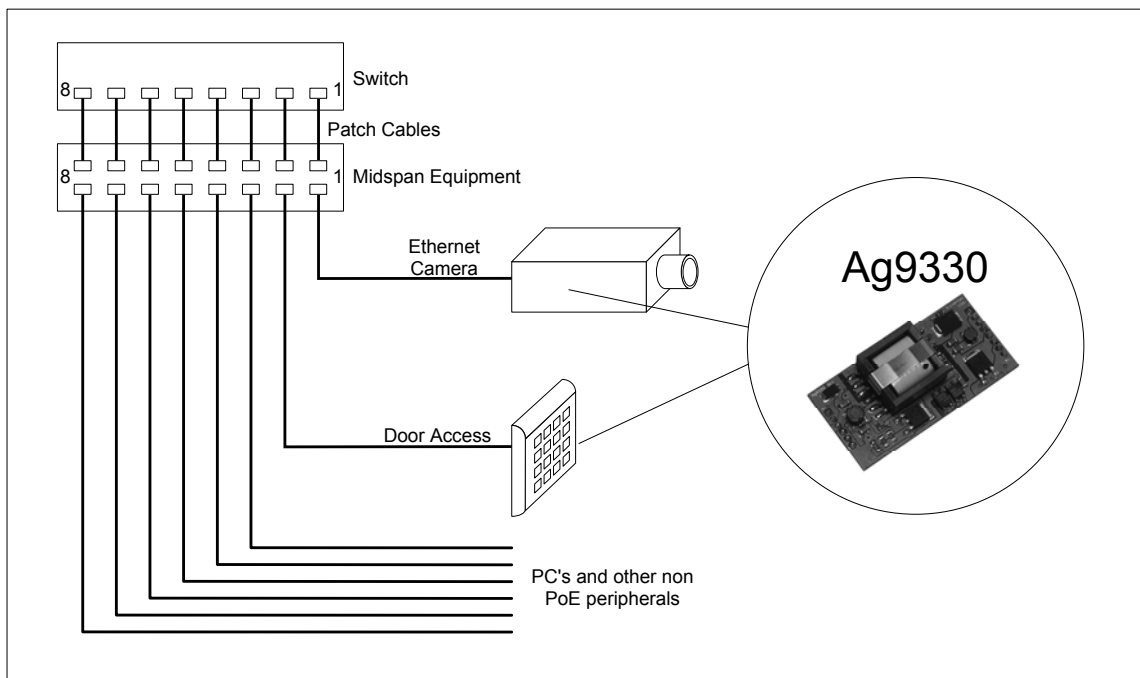 8
1
Switch
Patch Cables
8
1
Midspan Equipment
Ethernet
Camera
Ag9330
Door Access
PC's and other non
PoE peripherals